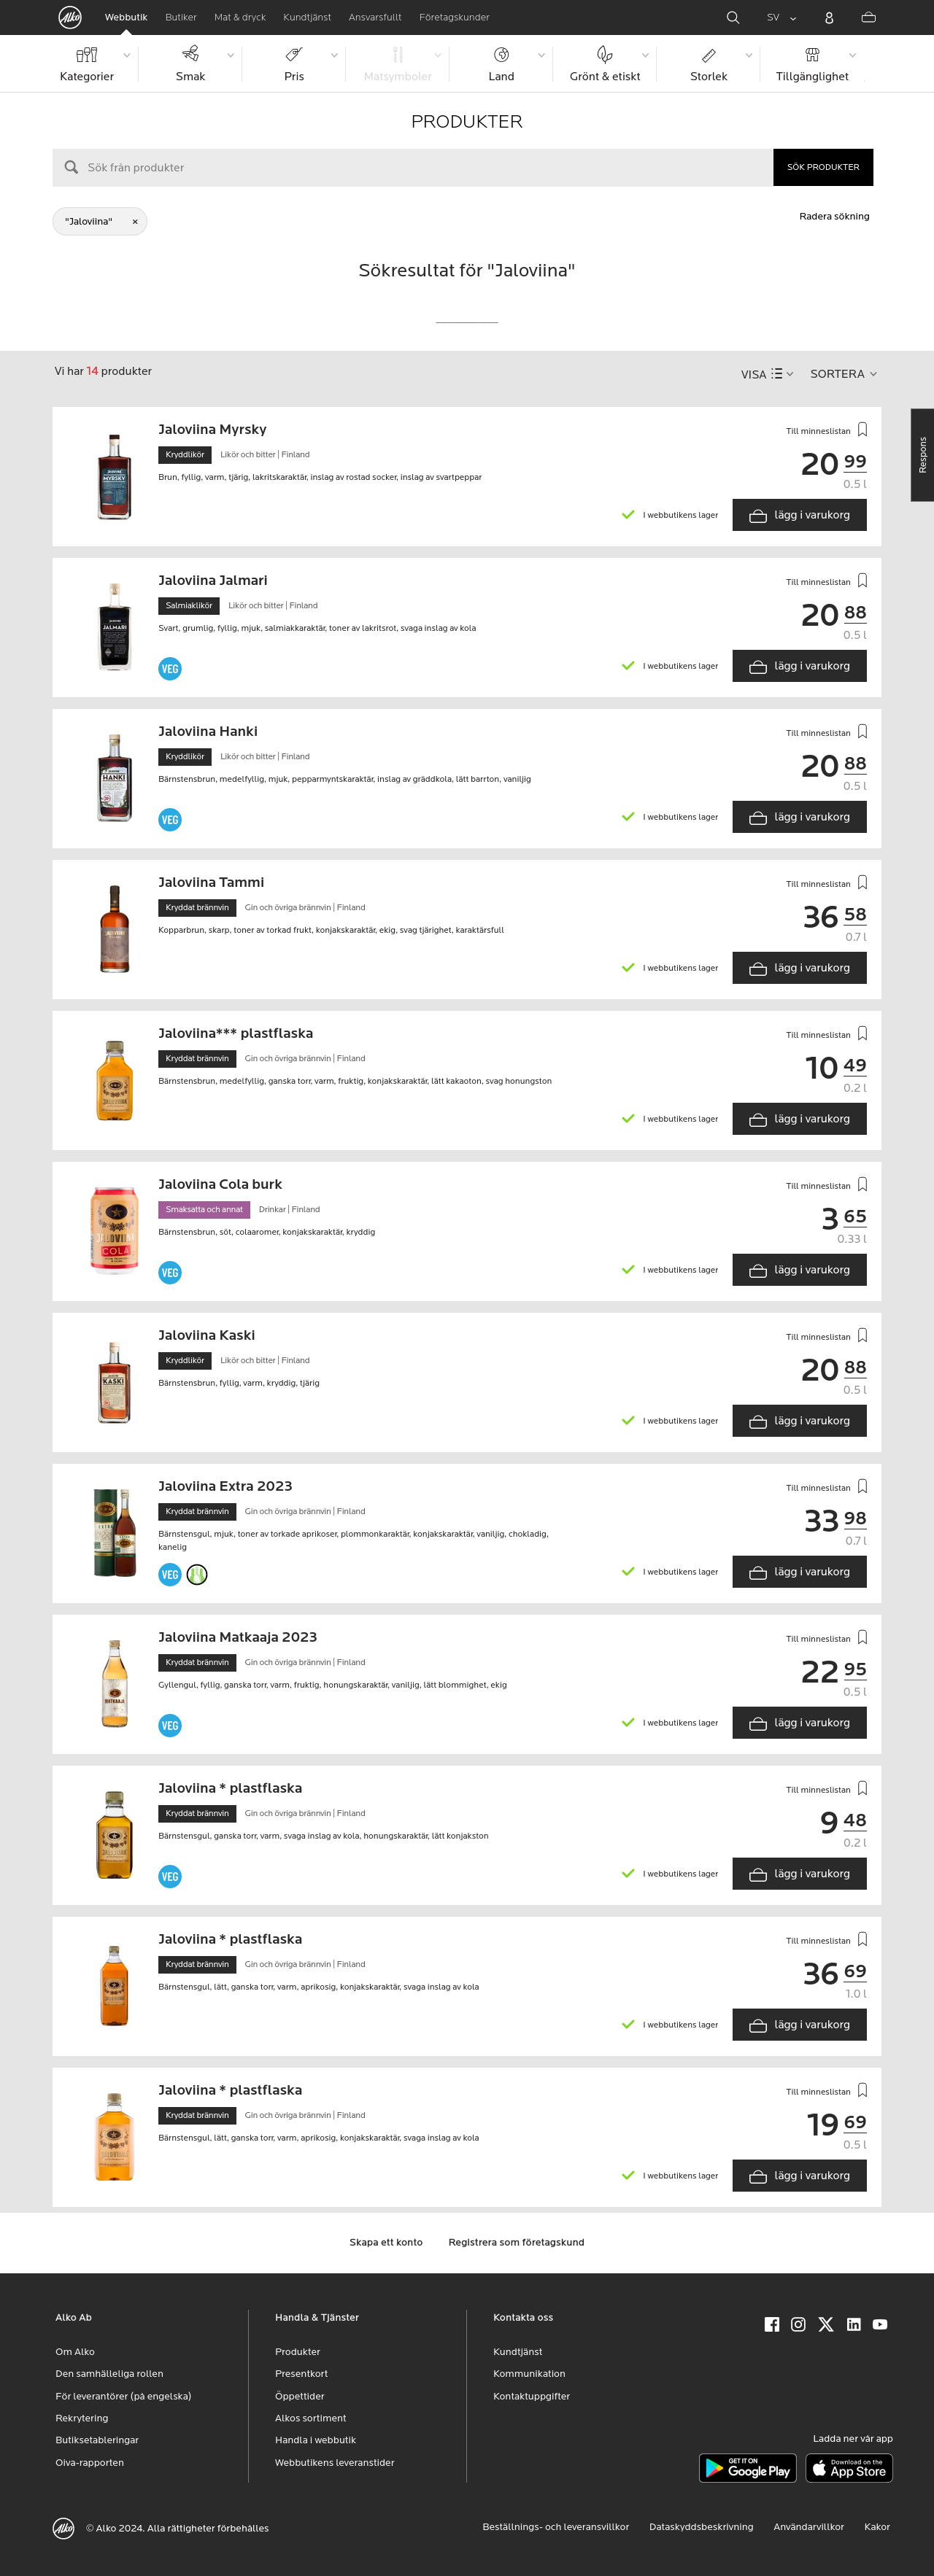 Alko Webbutik Butiker Mat & dryck Kundtjänst Ansvarsfullt Företagskunder SV
Kategorier Smak Pris Matsymboler Land Grönt & etiskt Storlek Tillgänglighet
PRODUKTER
Sök från produkter SÖK PRODUKTER
"Jaloviina" × Radera sökning
Sökresultat för "Jaloviina"
Vi har 14 produkter VISA SORTERA
Respons
Jaloviina Myrsky Till minneslistan
Kryddlikör Likör och bitter | Finland
20 99
Brun, fyllig, varm, tjärig, lakritskaraktär, inslag av rostad socker, inslag av svartpeppar
0.5 l
I webbutikens lager lägg i varukorg
Jaloviina Jalmari Till minneslistan
Salmiaklikör Likör och bitter | Finland
20 88
Svart, grumlig, fyllig, mjuk, salmiakkaraktär, toner av lakritsrot, svaga inslag av kola
0.5 l
VEG I webbutikens lager lägg i varukorg
Jaloviina Hanki Till minneslistan
Kryddlikör Likör och bitter | Finland
20 88
Bärnstensbrun, medelfyllig, mjuk, pepparmyntskaraktär, inslag av gräddkola, lätt barrton, vaniljig
0.5 l
VEG I webbutikens lager lägg i varukorg
Jaloviina Tammi Till minneslistan
Kryddat brännvin Gin och övriga brännvin | Finland
36 58
Kopparbrun, skarp, toner av torkad frukt, konjakskaraktär, ekig, svag tjärighet, karaktärsfull
0.7 l
I webbutikens lager lägg i varukorg
Jaloviina*** plastflaska Till minneslistan
Kryddat brännvin Gin och övriga brännvin | Finland
10 49
Bärnstensbrun, medelfyllig, ganska torr, varm, fruktig, konjakskaraktär, lätt kakaoton, svag honungston
0.2 l
I webbutikens lager lägg i varukorg
Jaloviina Cola burk Till minneslistan
Smaksatta och annat Drinkar | Finland
3 65
Bärnstensbrun, söt, colaaromer, konjakskaraktär, kryddig
0.33 l
VEG I webbutikens lager lägg i varukorg
Jaloviina Kaski Till minneslistan
Kryddlikör Likör och bitter | Finland
20 88
Bärnstensbrun, fyllig, varm, kryddig, tjärig
0.5 l
I webbutikens lager lägg i varukorg
Jaloviina Extra 2023 Till minneslistan
Kryddat brännvin Gin och övriga brännvin | Finland
33 98
Bärnstensgul, mjuk, toner av torkade aprikoser, plommonkaraktär, konjakskaraktär, vaniljig, chokladig,
kanelig
0.7 l
VEG I webbutikens lager lägg i varukorg
Jaloviina Matkaaja 2023 Till minneslistan
Kryddat brännvin Gin och övriga brännvin | Finland
22 95
Gyllengul, fyllig, ganska torr, varm, fruktig, honungskaraktär, vaniljig, lätt blommighet, ekig
0.5 l
VEG I webbutikens lager lägg i varukorg
Jaloviina * plastflaska Till minneslistan
Kryddat brännvin Gin och övriga brännvin | Finland
9 48
Bärnstensgul, ganska torr, varm, svaga inslag av kola, honungskaraktär, lätt konjakston
0.2 l
VEG I webbutikens lager lägg i varukorg
Jaloviina * plastflaska Till minneslistan
Kryddat brännvin Gin och övriga brännvin | Finland
36 69
Bärnstensgul, lätt, ganska torr, varm, aprikosig, konjakskaraktär, svaga inslag av kola
1.0 l
I webbutikens lager lägg i varukorg
Jaloviina * plastflaska Till minneslistan
Kryddat brännvin Gin och övriga brännvin | Finland
19 69
Bärnstensgul, lätt, ganska torr, varm, aprikosig, konjakskaraktär, svaga inslag av kola
0.5 l
I webbutikens lager lägg i varukorg
Skapa ett konto Registrera som företagskund
Alko Ab
Om Alko
Den samhälleliga rollen
För leverantörer (på engelska)
Rekrytering
Butiksetableringar
Oiva-rapporten
Handla & Tjänster
Produkter
Presentkort
Öppettider
Alkos sortiment
Handla i webbutik
Webbutikens leveranstider
Kontakta oss
Kundtjänst
Kommunikation
Kontaktuppgifter
Ladda ner vår app
GET IT ON Google Play
Download on the App Store
Alko © Alko 2024. Alla rättigheter förbehålles Beställnings- och leveransvillkor Dataskyddsbeskrivning Användarvillkor Kakor